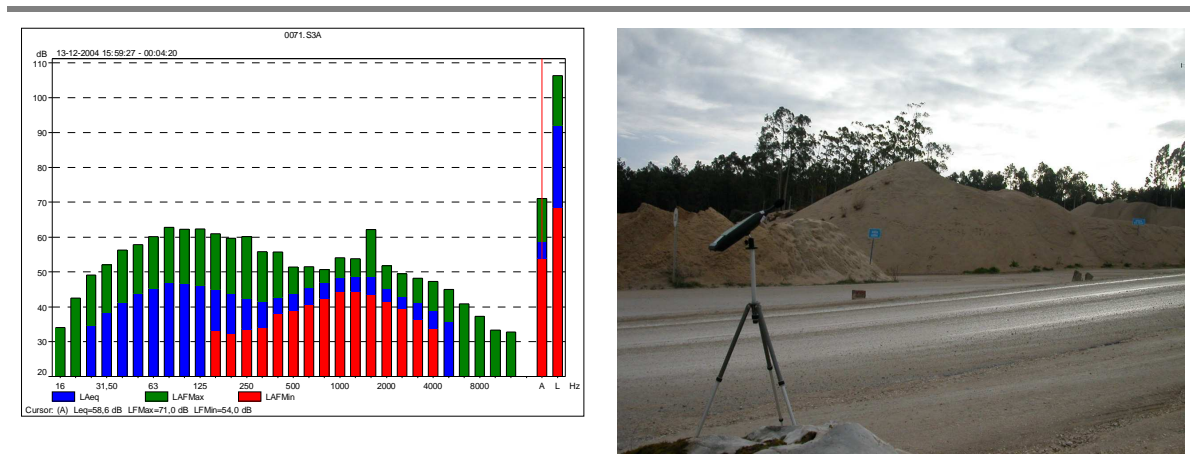 0071.S3A
dB 13-12-2004 15:59:27 - 00:04:20
110
100
90
80
70
60
50
40
30
20
16 31,50 63 125 250 500 1000 2000 4000 8000 A L Hz
LAeq LAFMax LAFMin
Cursor: (A) Leq=58,6 dB LFMax=71,0 dB LFMin=54,0 dB